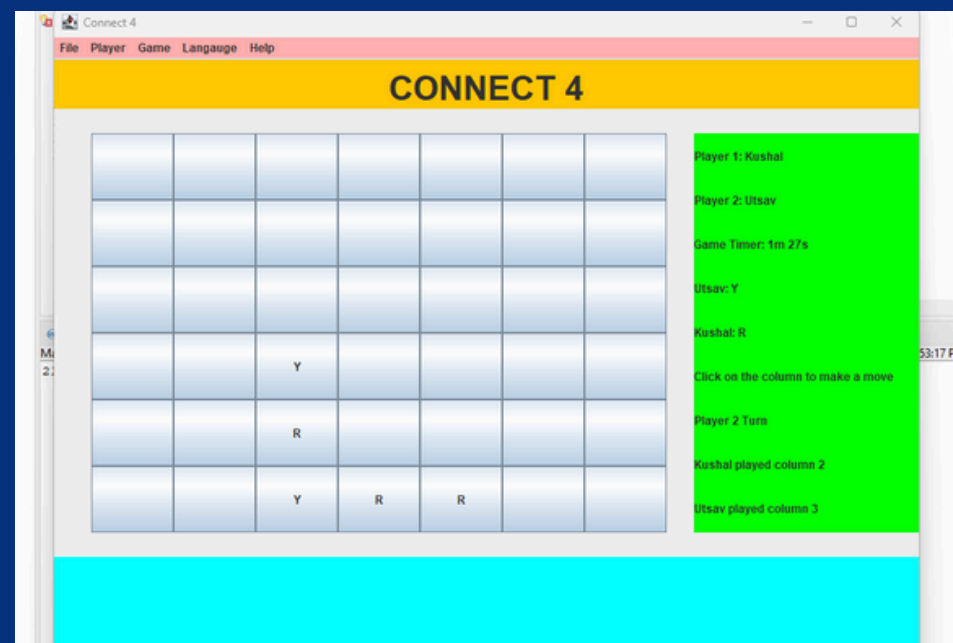 Connect 4
File Player Game Langauge Help
CONNECT 4
Player 1: Kushal
Player 2: Utsav
Game Timer: 1m 27s
Utsav: Y
Kushal: R
Click on the column to make a move
Player 2 Turn
Kushal played column 2
Utsav played column 3
Y
R
Y R R
53:17 P
Ma